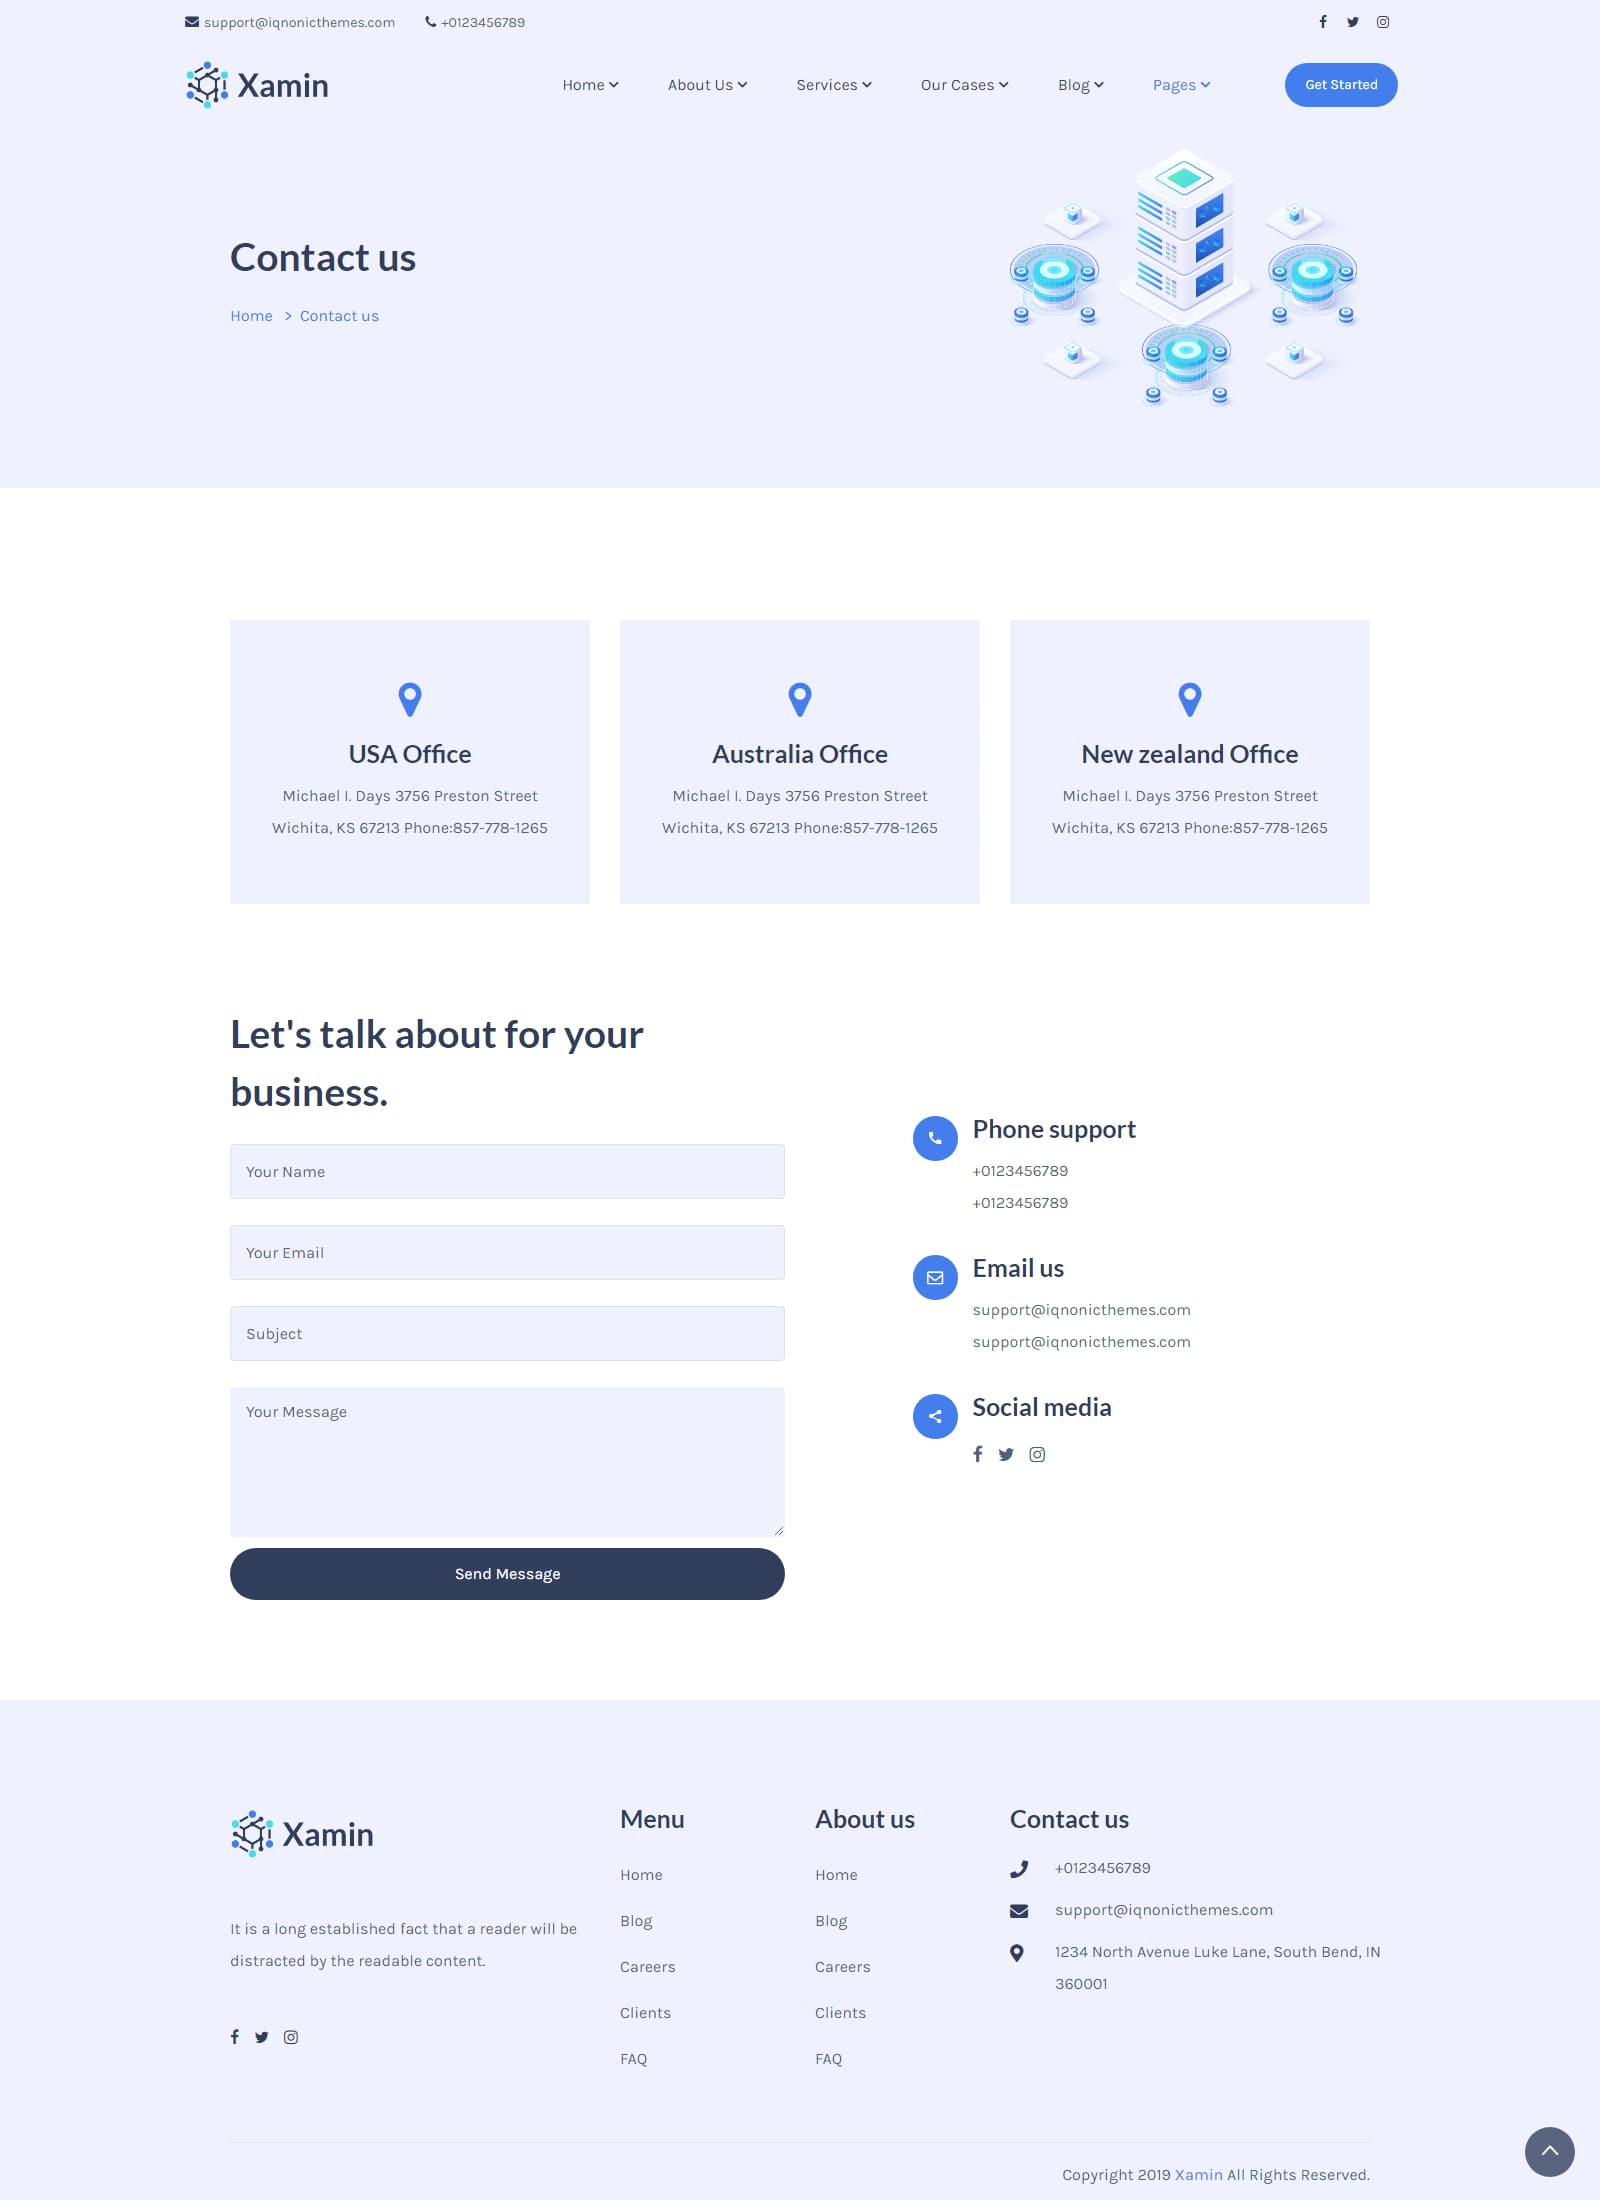 support@iqnonicthemes.com +0123456789
Xamin
Home About Us Services Our Cases Blog Pages Get Started
Contact us
Home > Contact us
USA Office
Michael I. Days 3756 Preston Street
Wichita, KS 67213 Phone:857-778-1265
Australia Office
Michael I. Days 3756 Preston Street
Wichita, KS 67213 Phone:857-778-1265
New zealand Office
Michael I. Days 3756 Preston Street
Wichita, KS 67213 Phone:857-778-1265
Let's talk about for your
business.
Your Name
Your Email
Subject
Your Message
Send Message
Phone support
+0123456789
+0123456789
Email us
support@iqnonicthemes.com
support@iqnonicthemes.com
Social media
Xamin
It is a long established fact that a reader will be
distracted by the readable content.
Menu
Home
Blog
Careers
Clients
FAQ
About us
Home
Blog
Careers
Clients
FAQ
Contact us
+0123456789
support@iqnonicthemes.com
1234 North Avenue Luke Lane, South Bend, IN
360001
Copyright 2019 Xamin All Rights Reserved.